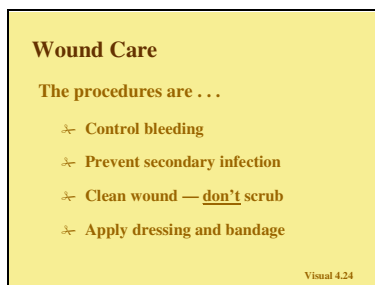 Wound Care
The procedures are . . .
✁ Control bleeding
✁ Prevent secondary infection
✁ Clean wound — don't scrub
✁ Apply dressing and bandage
Visual 4.24